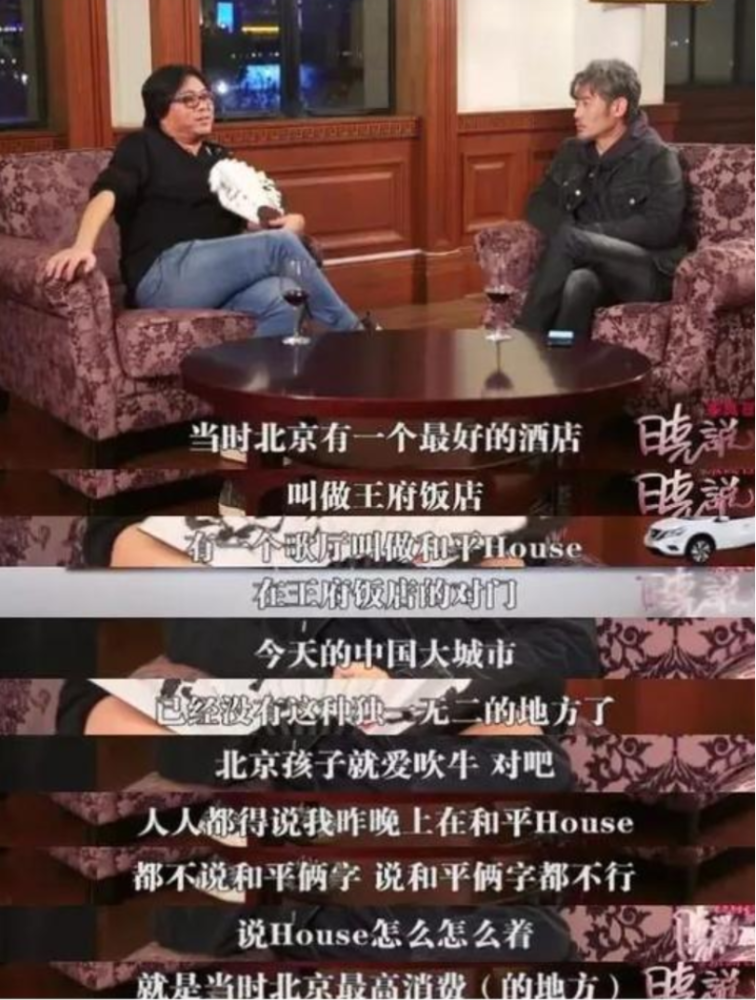 当时北京有一个最好的酒店
晓说
叫做王府饭店
晓说
有一个歌厅叫做和平House
在王府饭店的对门
今天的中国大城市
已经没有这种独一无二的地方了
北京孩子就爱吹牛 对吧
人人都得说我昨晚上在和平House
都不说和平俩字 说和平俩字都不行
说House怎么怎么着
就是当时北京最高消费（的地方）
晓说